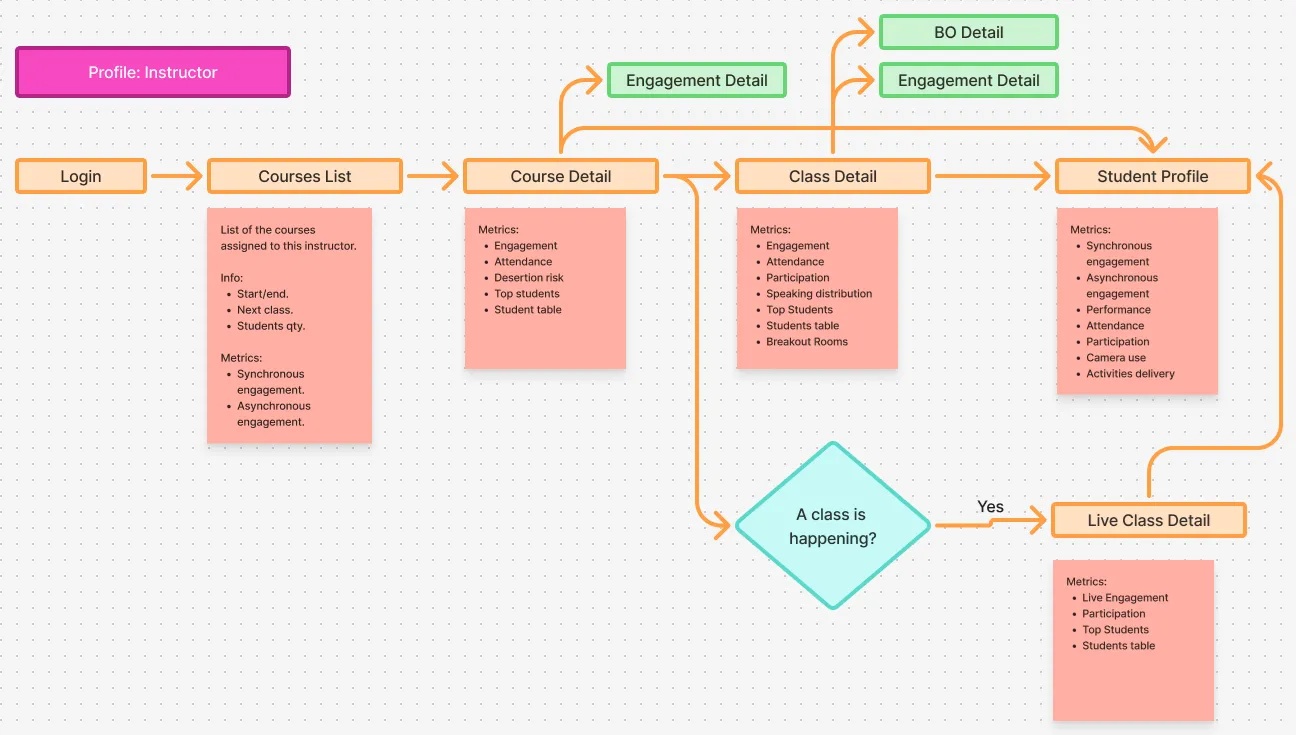 BO Detail
Profile: Instructor
Engagement Detail
Engagement Detail
Login
Courses List
Course Detail
Class Detail
Student Profile
List of the courses
assigned to this instructor.
Info:
• Start/end.
• Next class.
• Students qty.
Metrics:
• Synchronous
engagement.
• Asynchronous
engagement.
Metrics:
• Engagement
• Attendance
• Desertion risk
• Top students
• Student table
Metrics:
• Engagement
• Attendance
• Participation
• Speaking distribution
• Top Students
• Students table
• Breakout Rooms
Metrics:
• Synchronous
engagement
• Asynchronous
engagement
• Performance
• Attendance
• Participation
• Camera use
• Activities delivery
A class is
happening?
Yes
Live Class Detail
Metrics:
• Live Engagement
• Participation
• Top Students
• Students table